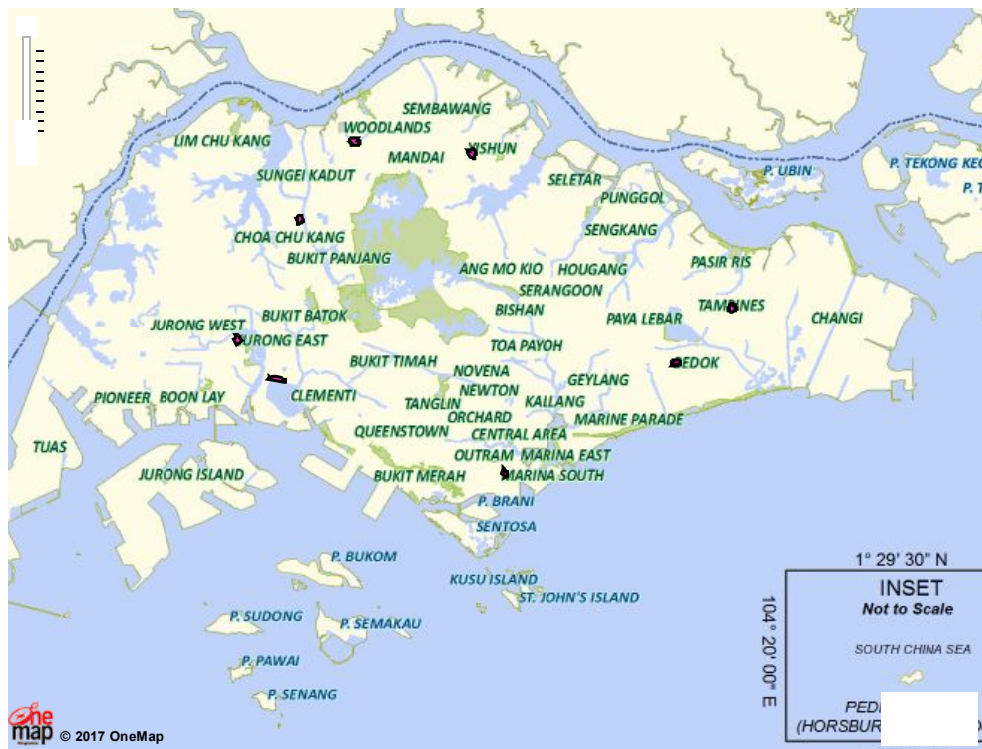 SEMBAWANG
WOODLANDS
LIM CHU KANG
YISHUN
MANDAI
P. TEKONG KEC
P. UBIN
SUNGEI KADUT
SELETAR
P. T
PUNGGOL
SENGKANG
CHOA CHU KANG
BUKIT PANJANG
PASIR RIS
ANG MO KIO HOUGANG
SERANGOON
TAMPINES
BISHAN
BUKIT BATOK
PAYA LEBAR
CHANGI
JURONG WEST
JURONG EAST
TOA PAYOH
BUKIT TIMAH
BEDOK
NOVENA
GEYLANG
NEWTON
PIONEER BOON LAY
CLEMENTI
TANGLIN
KALLANG
ORCHARD
MARINE PARADE
QUEENSTOWN
CENTRAL AREA
TUAS
OUTRAM MARINA EAST
JURONG ISLAND
BUKIT MERAH
MARINA SOUTH
P. BRANI
SENTOSA
P. BUKOM
KUSU ISLAND
ST. JOHN'S ISLAND
P. SUDONG
P. SEMAKAU
P. PAWAI
P. SENANG
1° 29' 30" N
104° 20' 00" E
INSET
Not to Scale
SOUTH CHINA SEA
PEDI
(HORSBUR
One
map
© 2017 OneMap